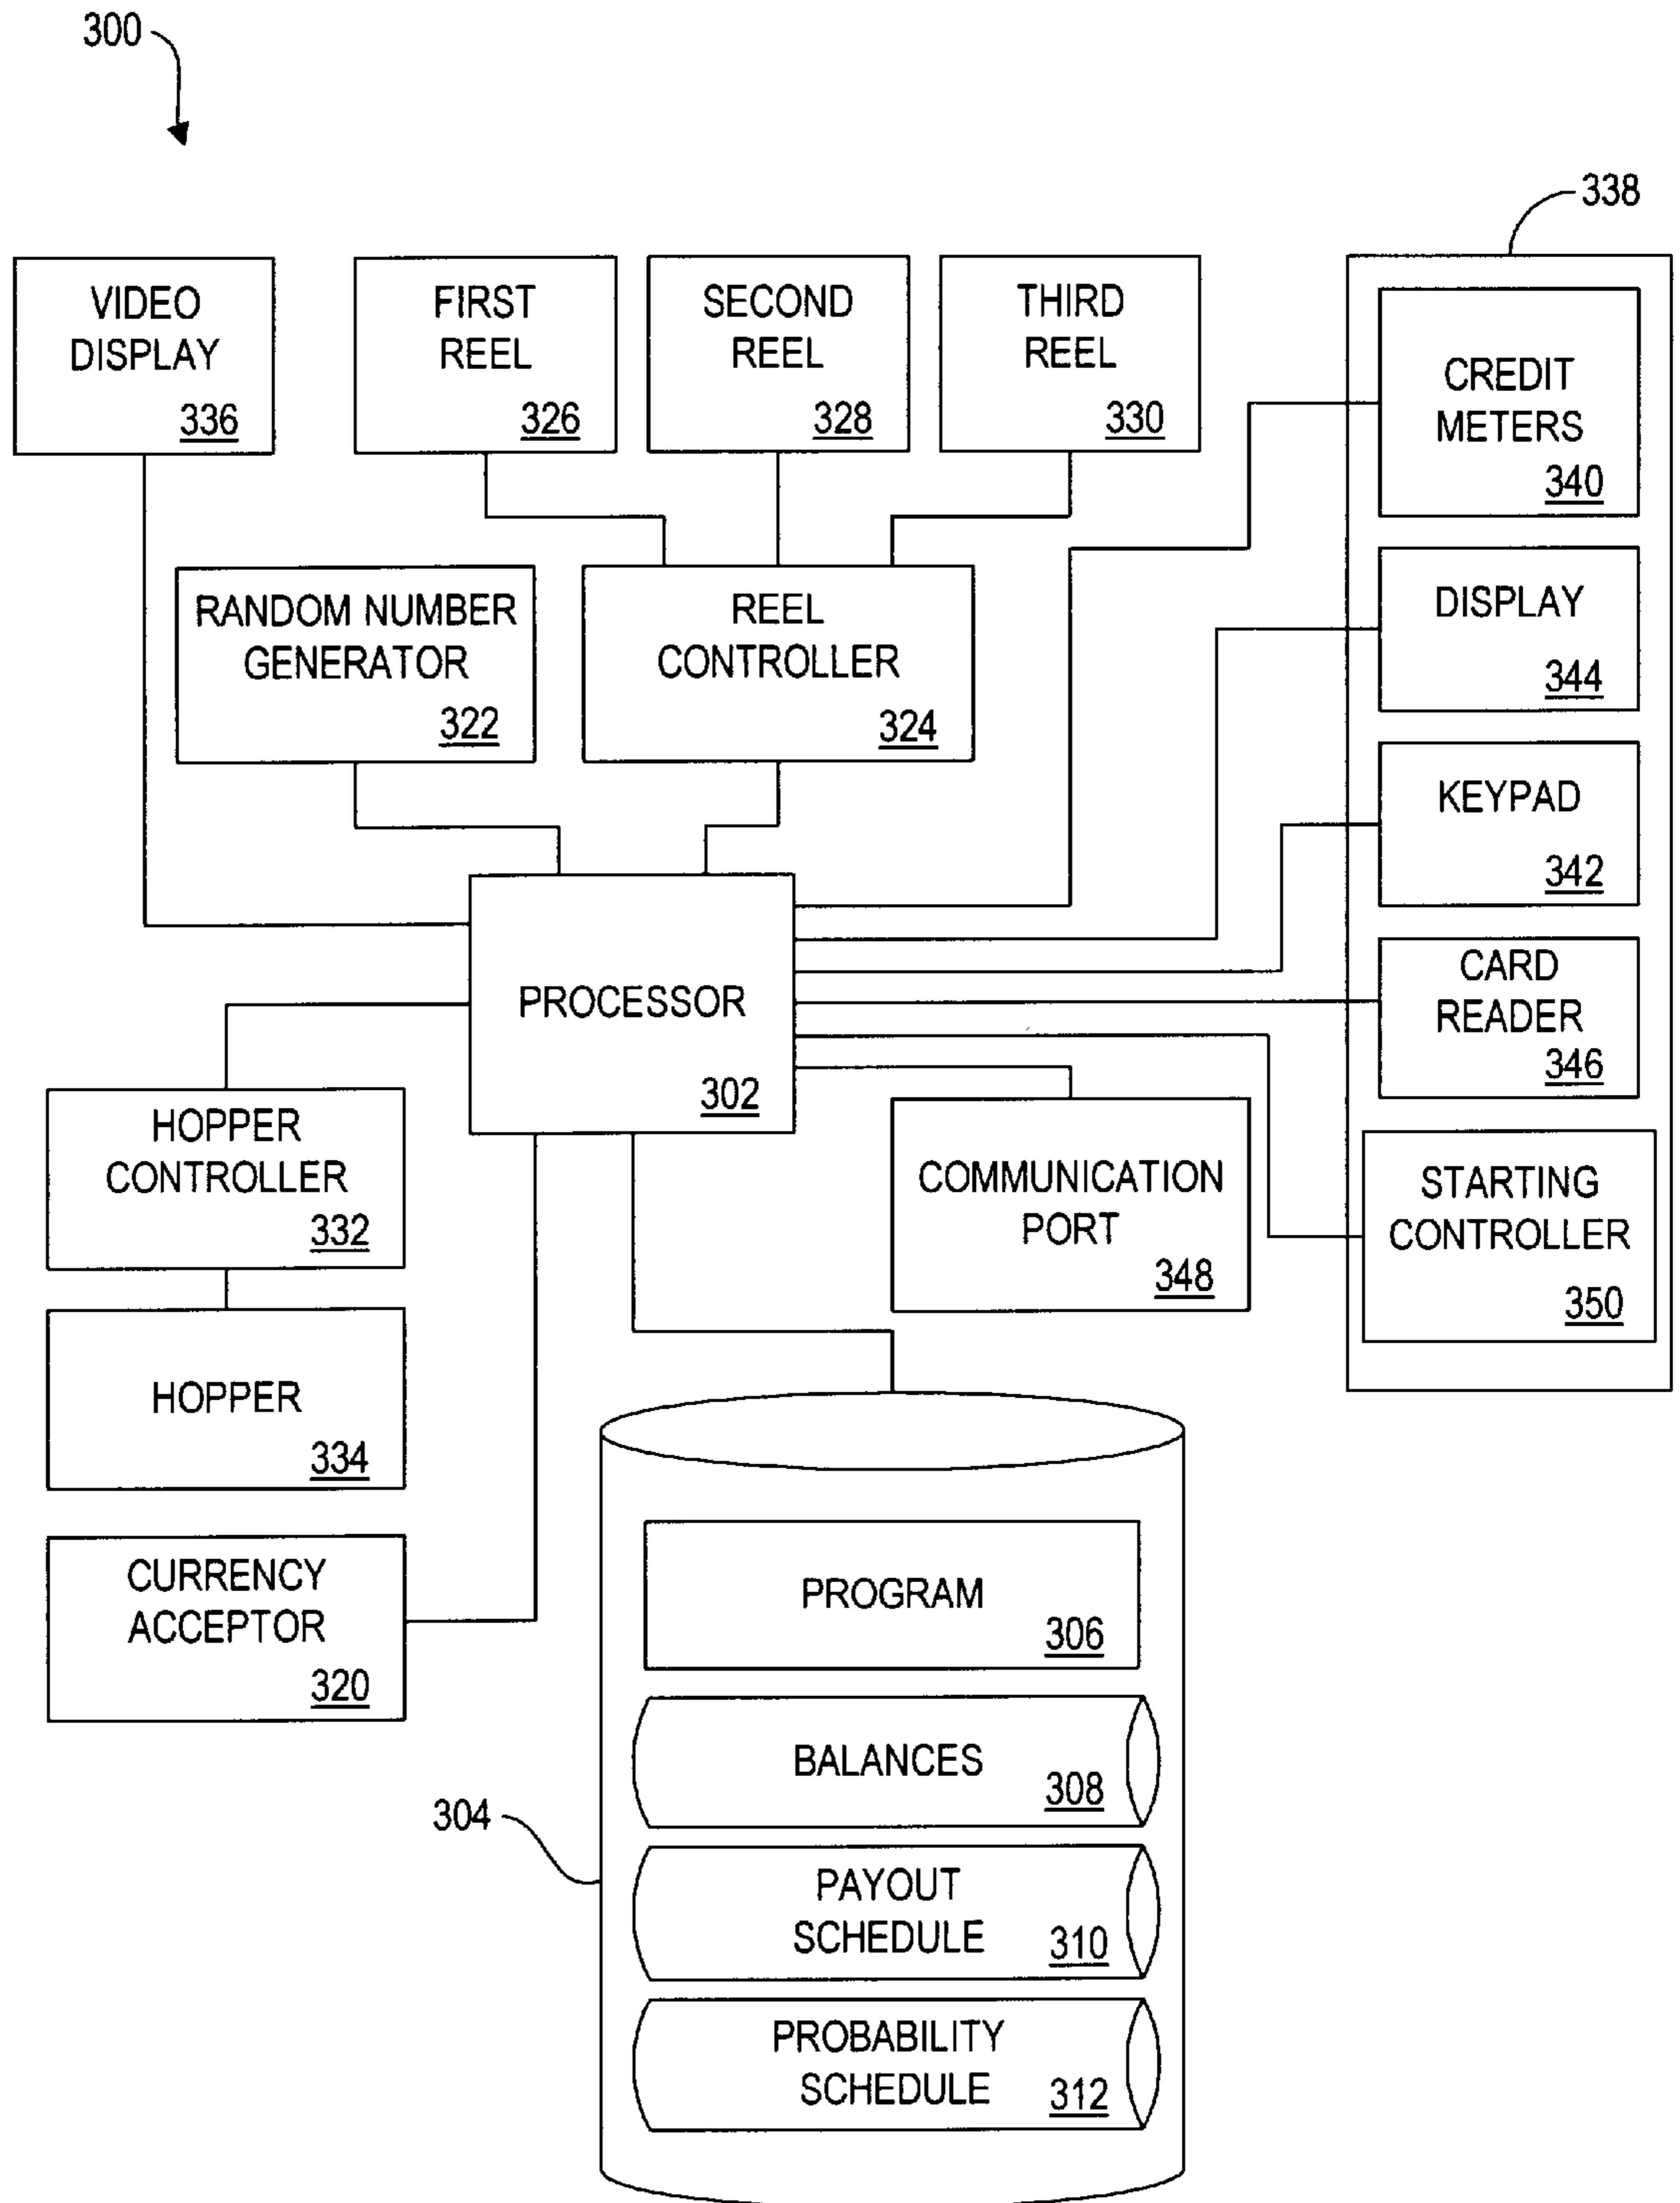 300
338
VIDEO
DISPLAY
336
FIRST
REEL
326
SECOND
REEL
328
THIRD
REEL
330
CREDIT
METERS
340
RANDOM NUMBER
GENERATOR
322
REEL
CONTROLLER
324
DISPLAY
344
KEYPAD
342
PROCESSOR
302
CARD
READER
346
HOPPER
CONTROLLER
332
COMMUNICATION
PORT
348
STARTING
CONTROLLER
350
HOPPER
334
CURRENCY
ACCEPTOR
320
PROGRAM
306
BALANCES
308
304
PAYOUT
SCHEDULE
310
PROBABILITY
SCHEDULE
312